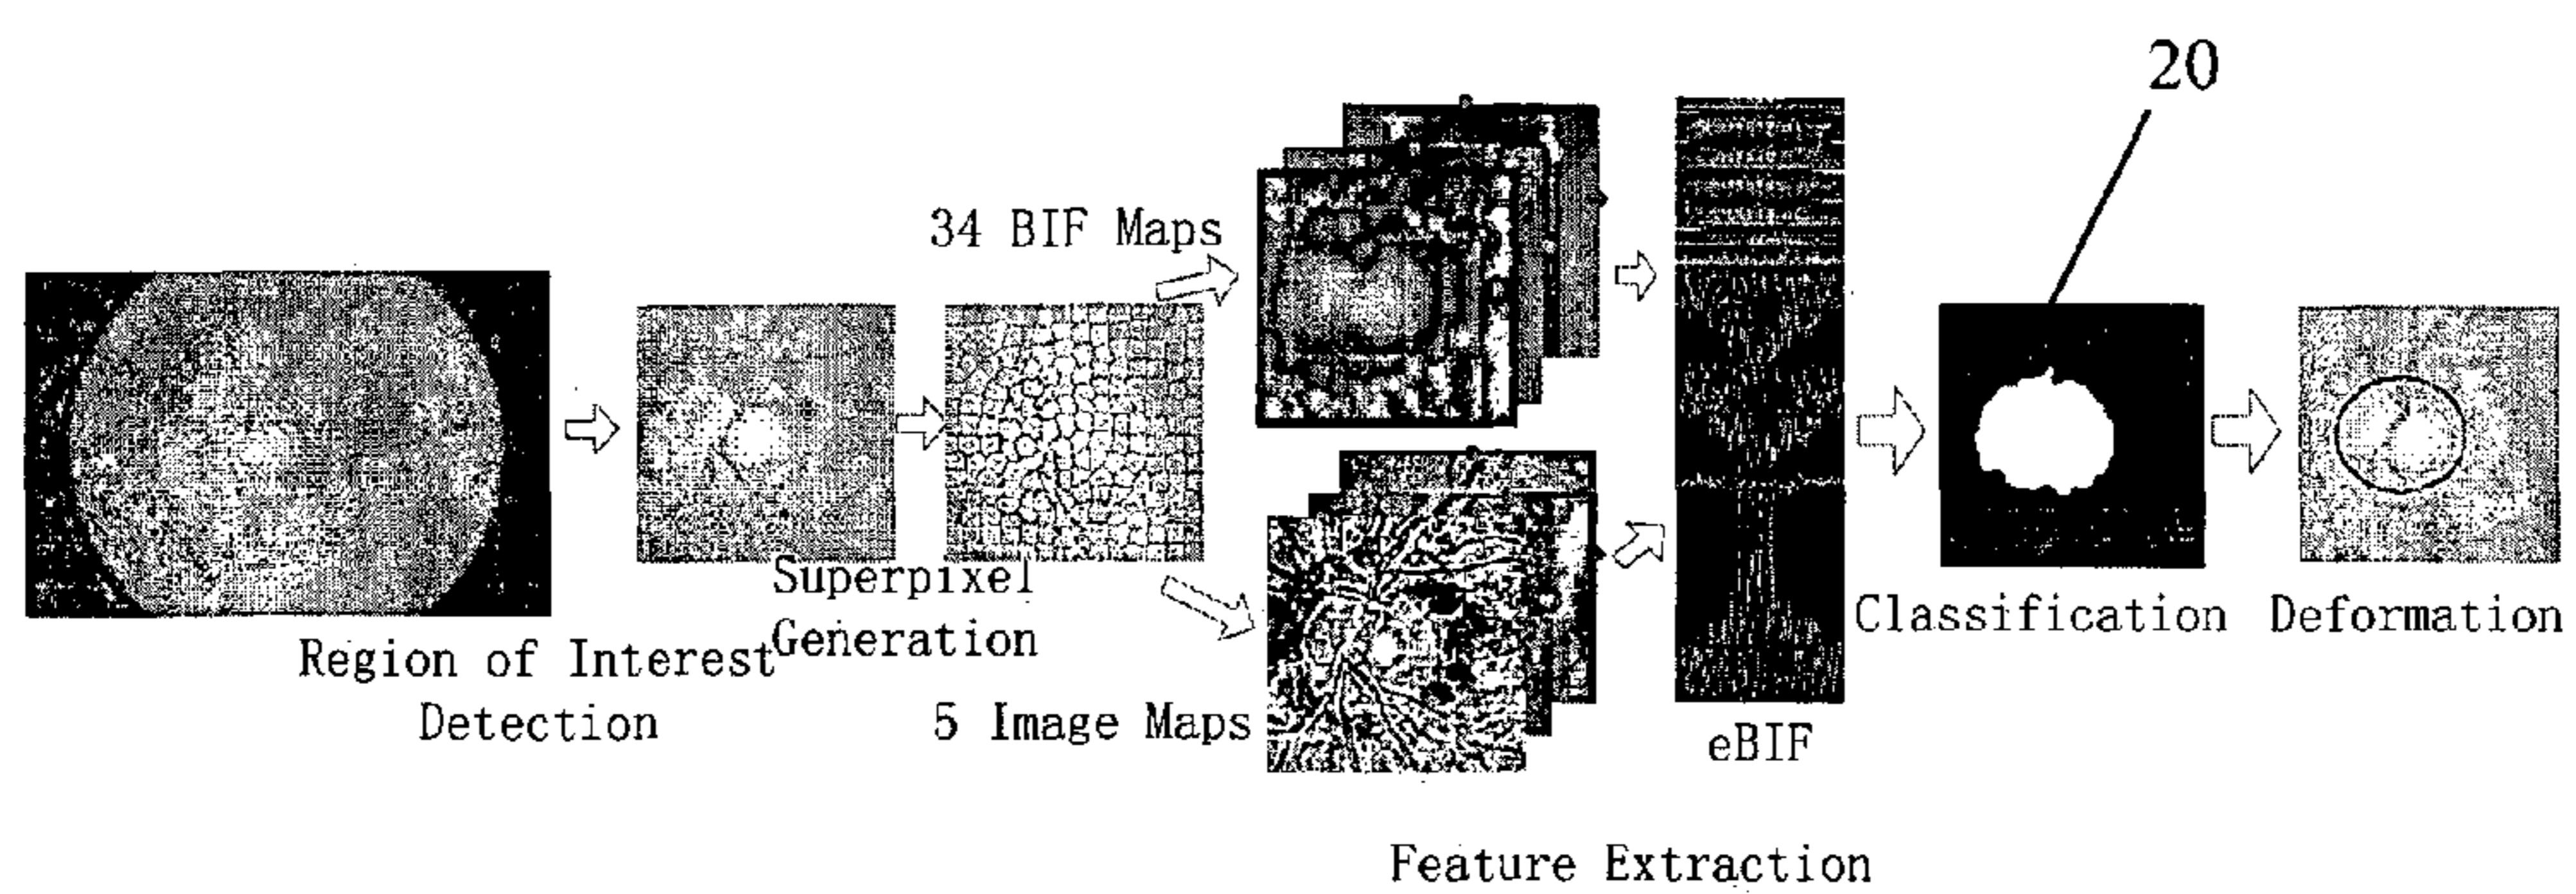 20
34 BIF Maps
Superpixel
Generation
Region of Interest
Detection
5 Image Maps
eBIF
Classification
Deformation
Feature Extraction